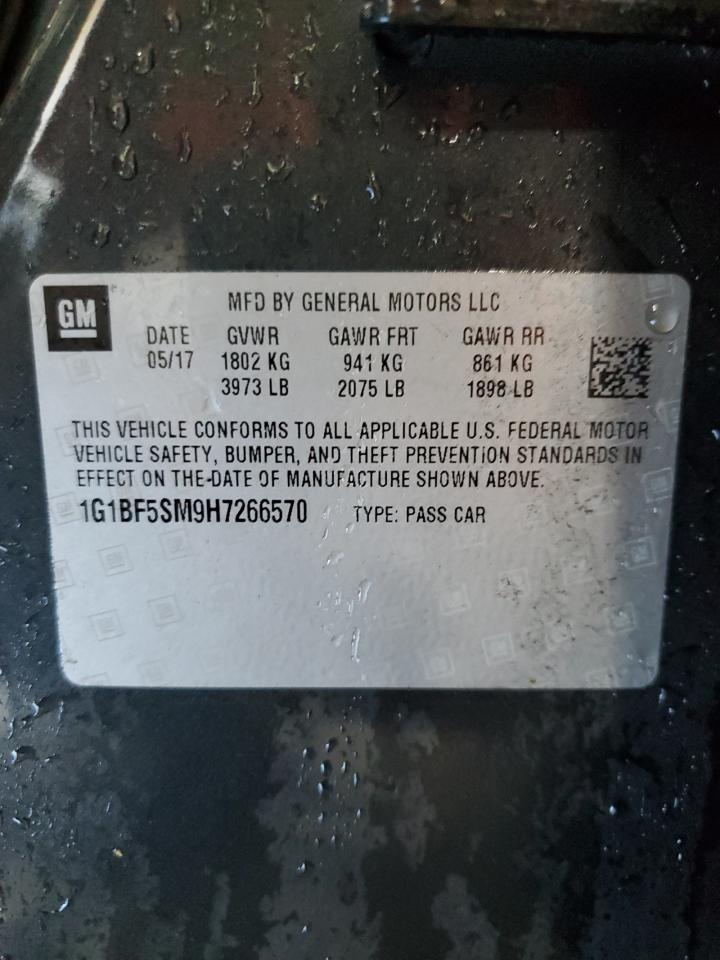 GM
MFD BY GENERAL MOTORS LLC
DATE GVWR GAWR FRT GAWR RR
05/17 1802 KG 941 KG 861 KG
3973 LB 2075 LB 1898 LB
THIS VEHICLE CONFORMS TO ALL APPLICABLE U.S. FEDERAL MOTOR
VEHICLE SAFETY, BUMPER, AND THEFT PREVENTION STANDARDS IN
EFFECT ON THE DATE OF MANUFACTURE SHOWN ABOVE.
1G1BF5SM9H7266570 TYPE: PASS CAR